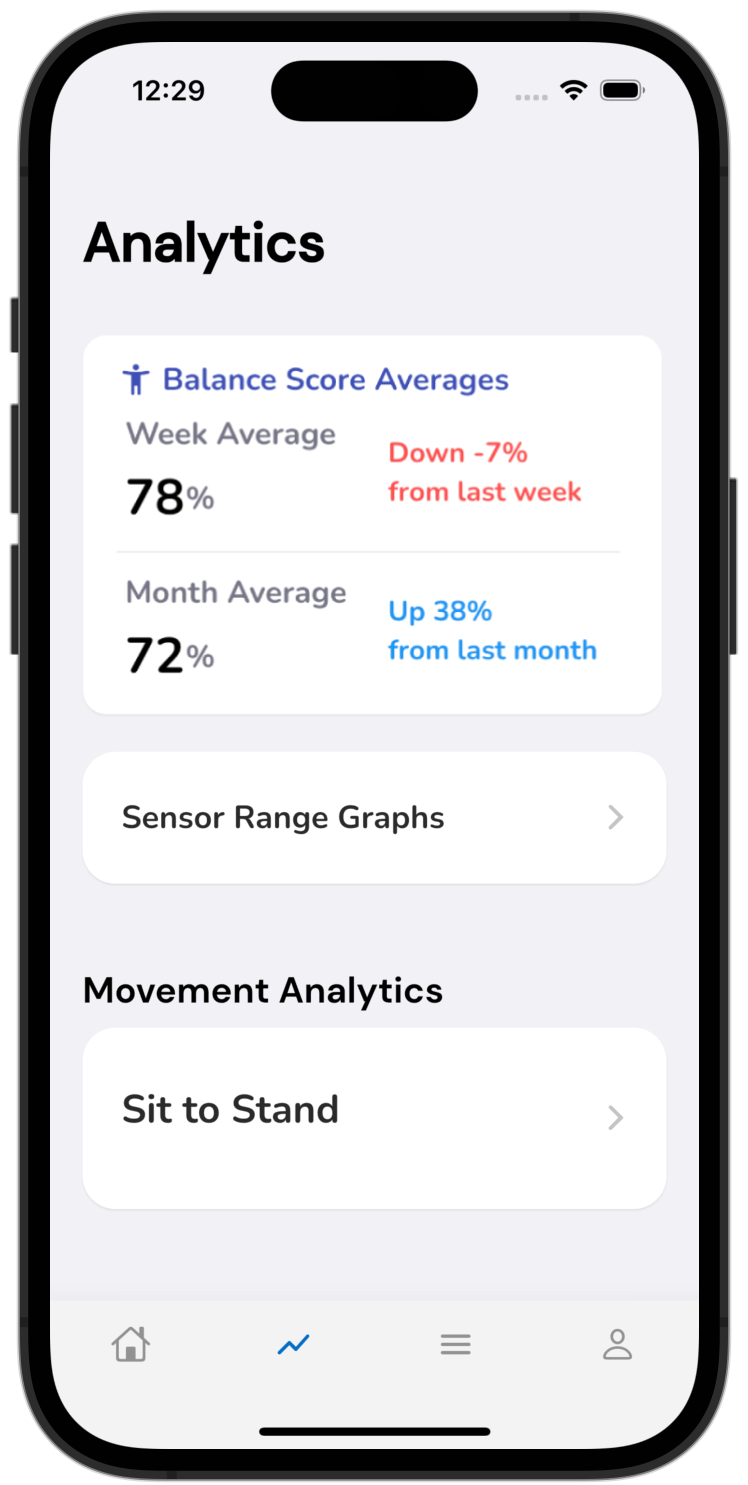 12:29
Analytics
Balance Score Averages
Week Average
78%
Down -7%
from last week
Month Average
72%
Up 38%
from last month
Sensor Range Graphs
Movement Analytics
Sit to Stand